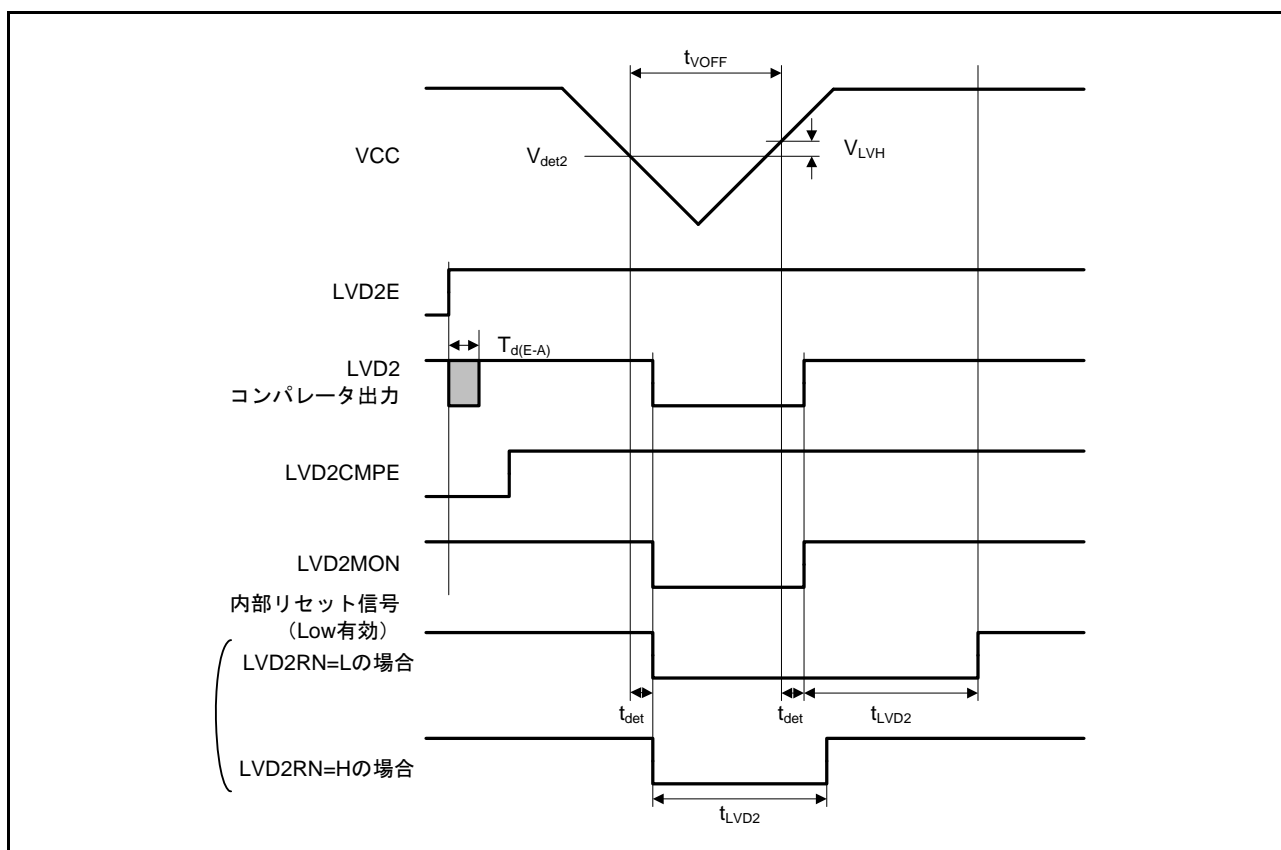 tVOFF
VCC
Vdet2
VLVH
LVD2E
Td(E-A)
LVD2
コンパレータ出力
LVD2CMPE
LVD2MON
内部リセット信号
（Low有効）
LVD2RN=Lの場合
tdet
tdet
tLVD2
LVD2RN=Hの場合
tLVD2